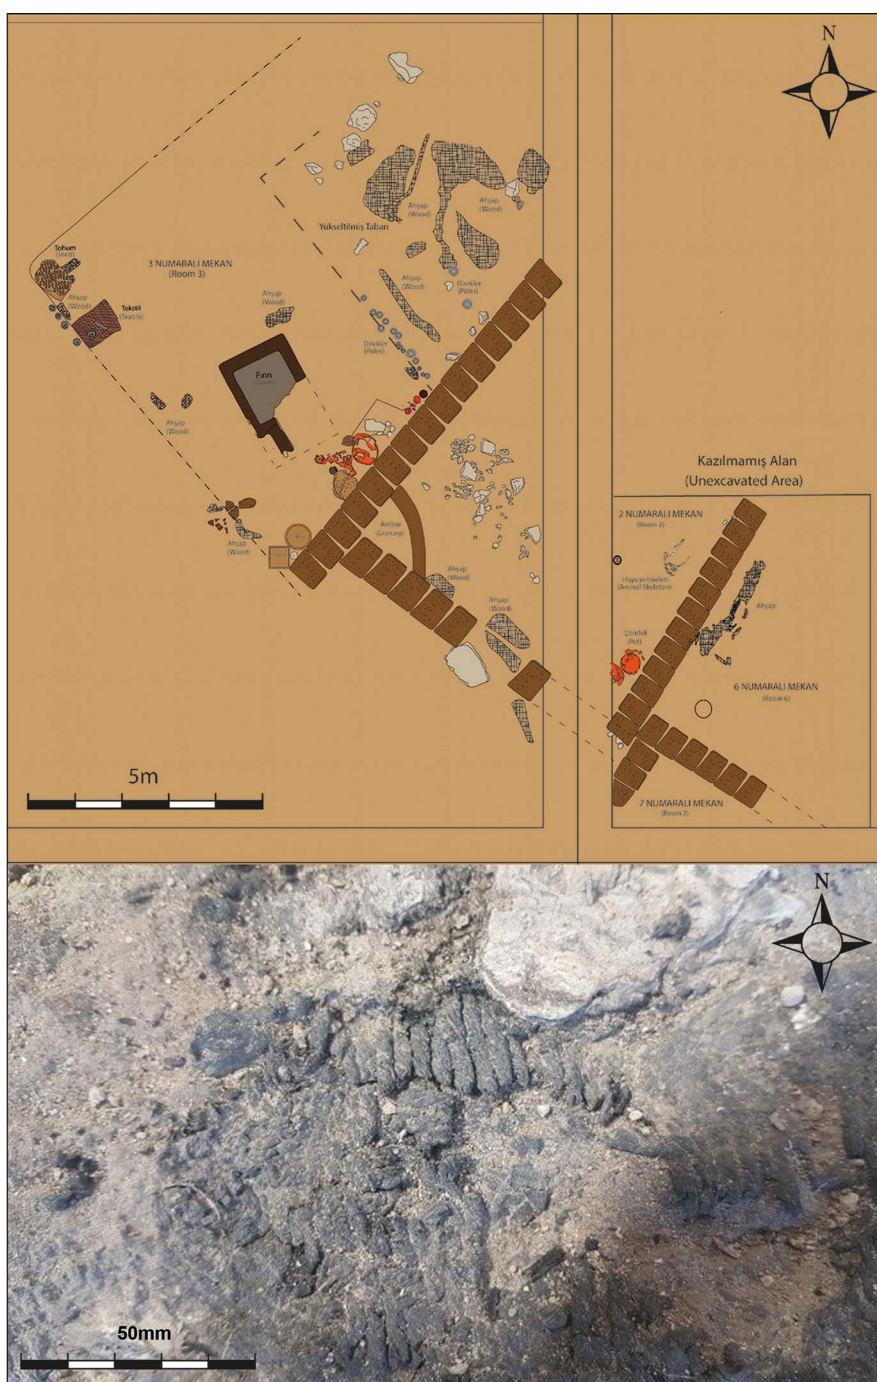 N
Ahşap
(Wood)
Ahşap
(Wood)
Yükseltilmiş Taban
Tohum
(Seed)
3 NUMARALI MEKAN
(Room 3)
Ahşap
(Wood)
Direkler
(Poles)
Ahşap
(Wood)
Tekstil
(Textile)
Ahşap
(Wood)
Direkler
(Poles)
Fırın
Ahşap
(Wood)
Kazılmamış Alan
(Unexcavated Area)
2 NUMARALI MEKAN
(Room 2)
Ambar
(Granary)
Ahşap
(Wood)
Hayvan İskeleti
(Animal Skeletam)
Ahşap
(Wood)
Ahşap
(Wood)
Ahşap
Çömlek
(Pot)
6 NUMARALI MEKAN
(Room 6)
5m
7 NUMARALI MEKAN
(Room 7)
N
50mm